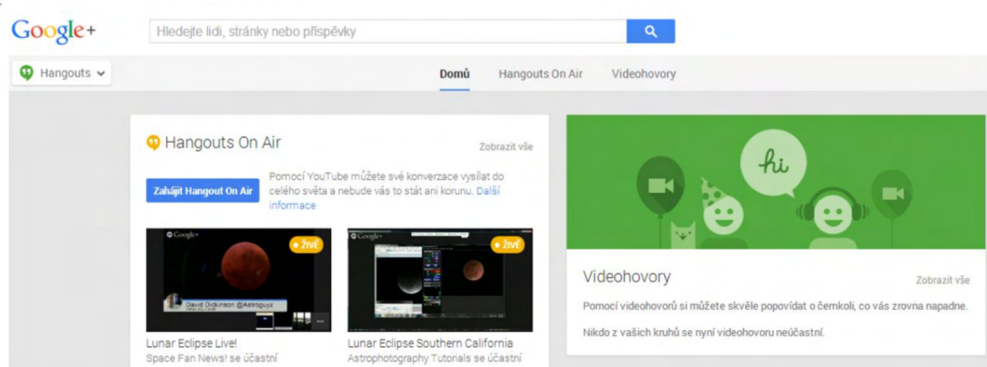 Google+
Hledejte lidi, stránky nebo příspěvky
Hangouts
Domů
Hangouts On Air
Videohovory
Hangouts On Air
Zobrazit vše
Zahájit Hangout On Air
Pomocí YouTube můžete své konverzace vysílat do
celého světa a nebude vás to stát ani korunu. Další
informace
Google+
• ŽIVĚ
David Dickinson @Astroguyz
Google+
• ŽIVĚ
Lunar Eclipse Live!
Space Fan News! se účastní
Lunar Eclipse Southern California
Astrophotography Tutorials se účastní
hi
Videohovory
Zobrazit vše
Pomocí videohovorů si můžete skvěle popovídat o čemkoli, co vás zrovna napadne.
Nikdo z vašich kruhů se nyní videohovoru neúčastní.